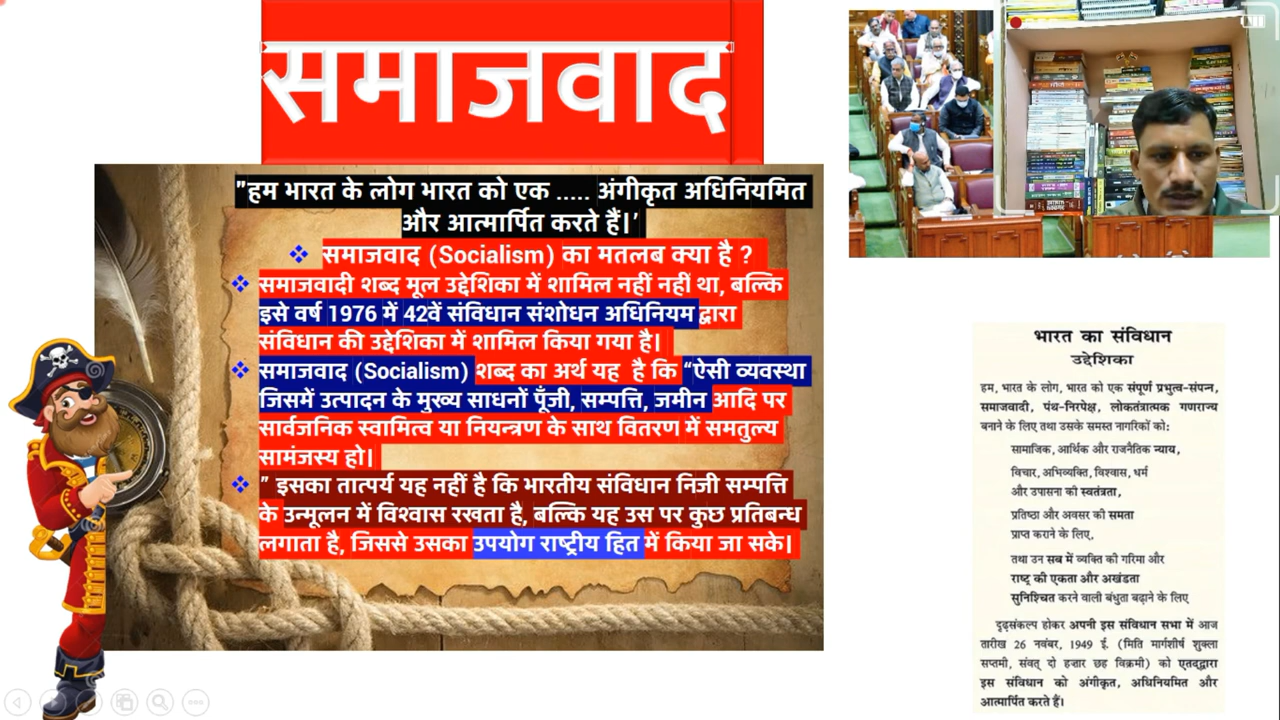 समाजवाद
"हम भारत के लोग भारत को एक ..... अंगीकृत अधिनियमित
और आत्मार्पित करते हैं।'
समाजवाद (Socialism) का मतलब क्या है ?
समाजवादी शब्द मूल उद्देशिका में शामिल नहीं नहीं था, बल्कि
इसे वर्ष 1976 में 42वें संविधान संशोधन अधिनियम द्वारा
संविधान की उद्देशिका में शामिल किया गया है।
समाजवाद (Socialism) शब्द का अर्थ यह है कि "ऐसी व्यवस्था
जिसमें उत्पादन के मुख्य साधनों पूँजी, सम्पत्ति, जमीन आदि पर
सार्वजनिक स्वामित्व या नियन्त्रण के साथ वितरण में समतुल्य
सामंजस्य हो।
" इसका तात्पर्य यह नहीं है कि भारतीय संविधान निजी सम्पत्ति
के उन्मूलन में विश्वास रखता है, बल्कि यह उस पर कुछ प्रतिबन्ध
लगाता है, जिससे उसका उपयोग राष्ट्रीय हित में किया जा सके।
भारत का संविधान
उद्देशिका
हम, भारत के लोग, भारत को एक संपूर्ण प्रभुत्व-संपन्न,
समाजवादी, पंथ-निरपेक्ष, लोकतंत्रात्मक गणराज्य
बनाने के लिए तथा उसके समस्त नागरिकों को:
सामाजिक, आर्थिक और राजनैतिक न्याय,
विचार, अभिव्यक्ति, विश्वास, धर्म
और उपासना की स्वतंत्रता,
प्रतिष्ठा और अवसर की समता
प्राप्त कराने के लिए,
तथा उन सब में व्यक्ति की गरिमा और
राष्ट्र की एकता और अखंडता
सुनिश्चित करने वाली बंधुता बढ़ाने के लिए
दृढ़संकल्प होकर अपनी इस संविधान सभा में आज
तारीख 26 नवंबर, 1949 ई. (मिति मार्गशीर्ष शुक्ला
सप्तमी, संवत् दो हजार छह विक्रमी) को एतद्द्वारा
इस संविधान को अंगीकृत, अधिनियमित और
आत्मार्पित करते हैं।